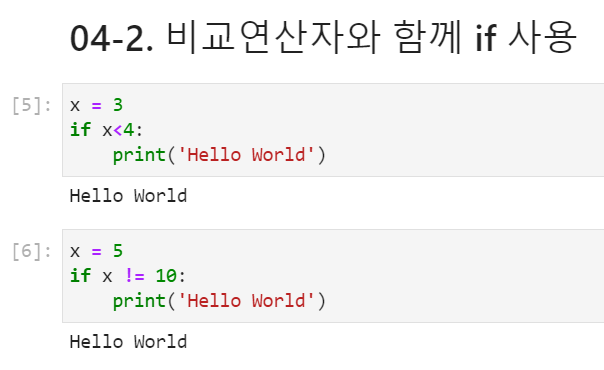 04-2. 비교연산자와 함께 if 사용
[5]: x = 3
if x<4:
    print('Hello World')
Hello World
[6]: x = 5
if x != 10:
    print('Hello World')
Hello World